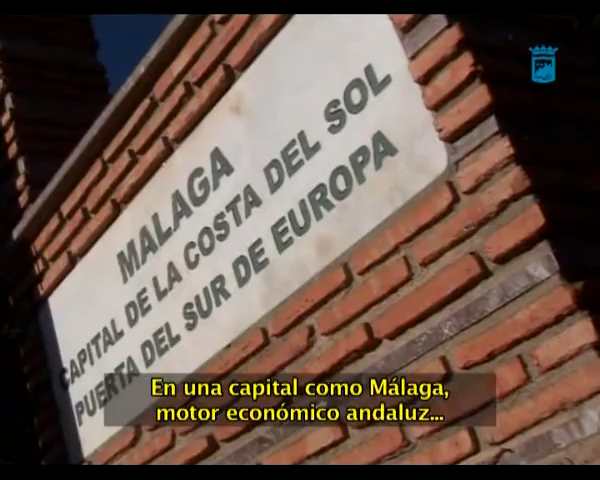 MALAGA
CAPITAL DE LA COSTA DEL SOL
PUERTA DEL SUR DE EUROPA
En una capital como Málaga,
motor económico andaluz...